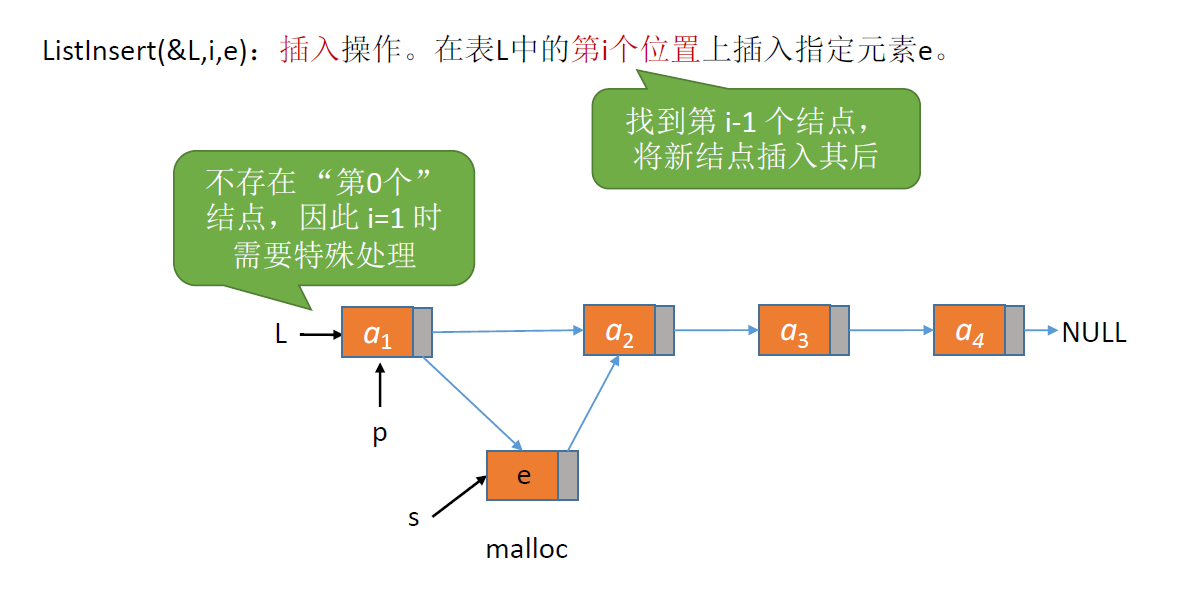 ListInsert(&L,i,e)：插入操作。在表L中的第i个位置上插入指定元素e。
找到第 i-1 个结点，
将新结点插入其后
不存在 “第0个”
结点，因此 i=1 时
需要特殊处理
L
a1
a2
a3
a4
NULL
p
e
s
malloc